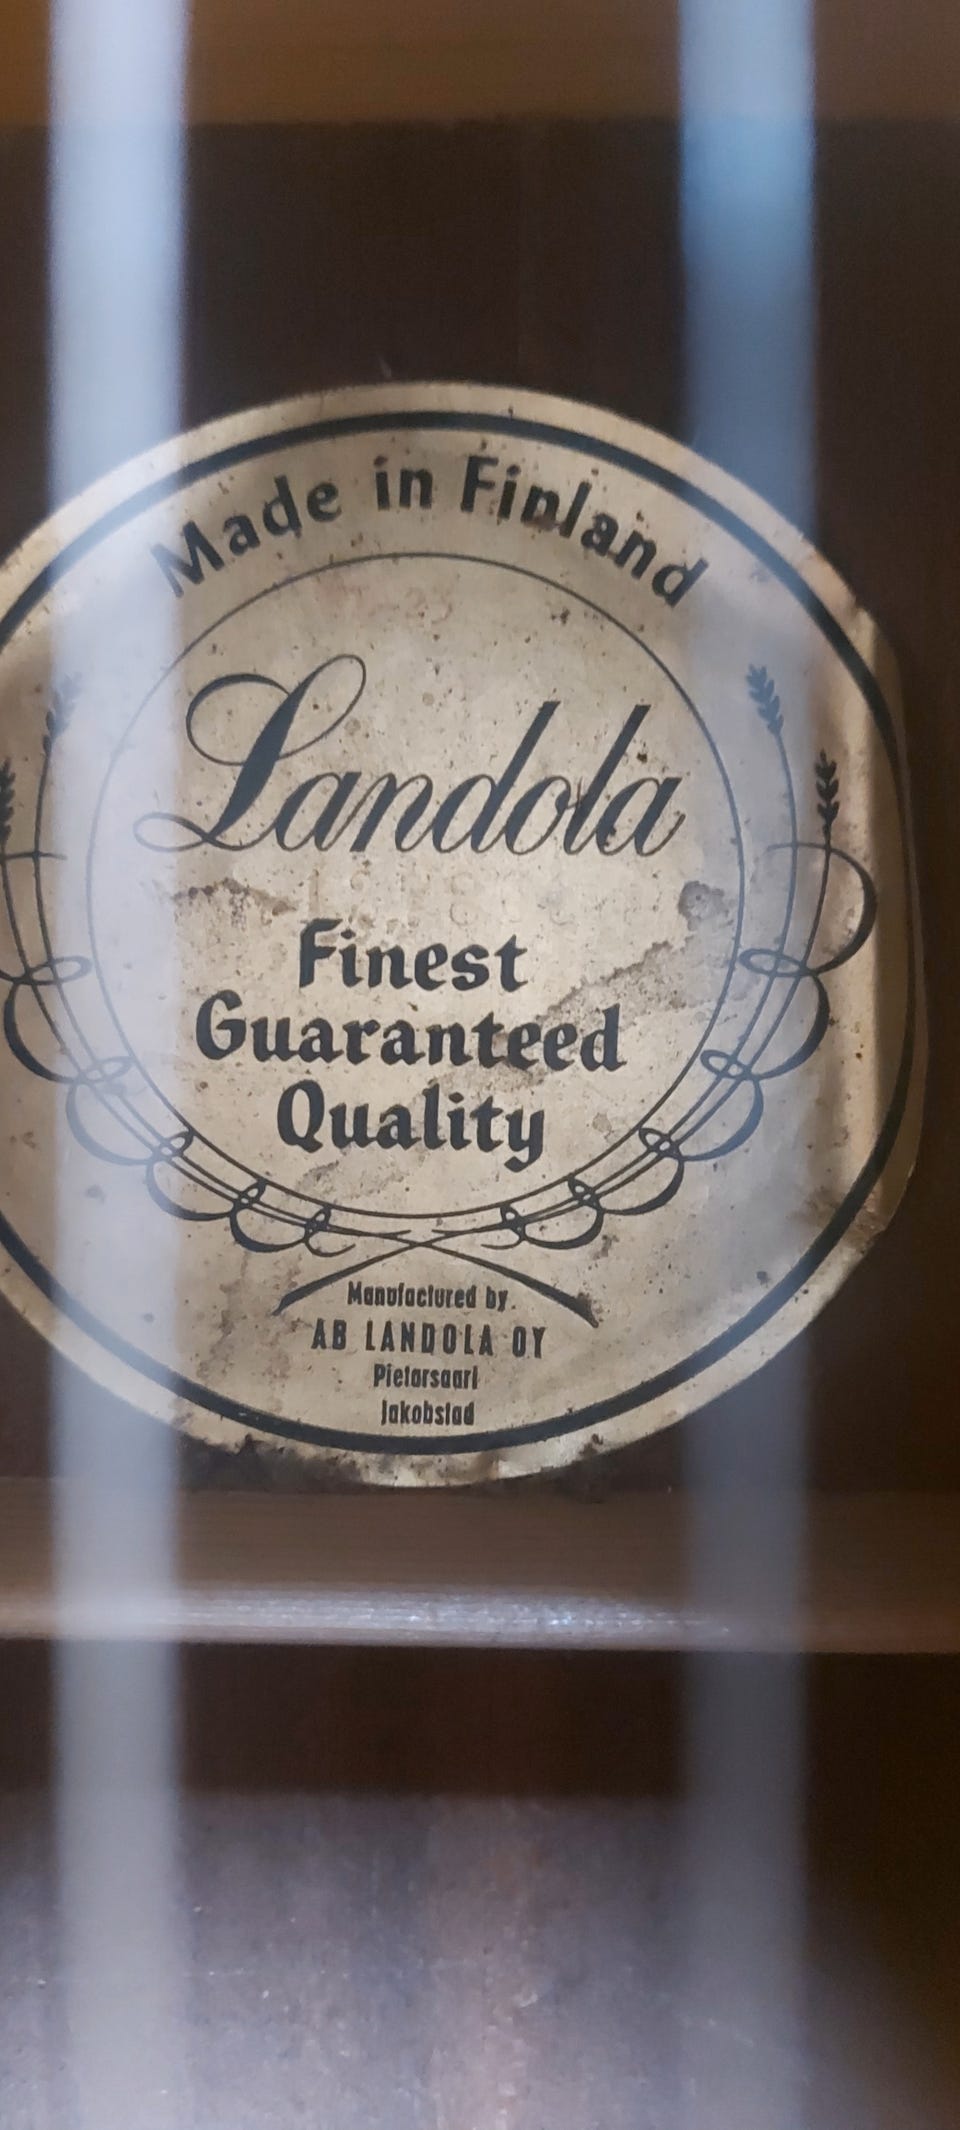 Made in Finland
Landola
Finest
Guaranteed
Quality
Manufactured by.
AB LANDOLA OY
Pietarsaari
Jakobstad